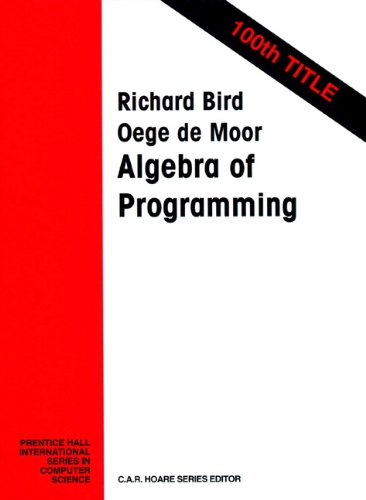 100th TITLE
Richard Bird
Oege de Moor
Algebra of
Programming
PRENTICE HALL
INTERNATIONAL
SERIES IN
COMPUTER
SCIENCE
C.A.R. HOARE SERIES EDITOR